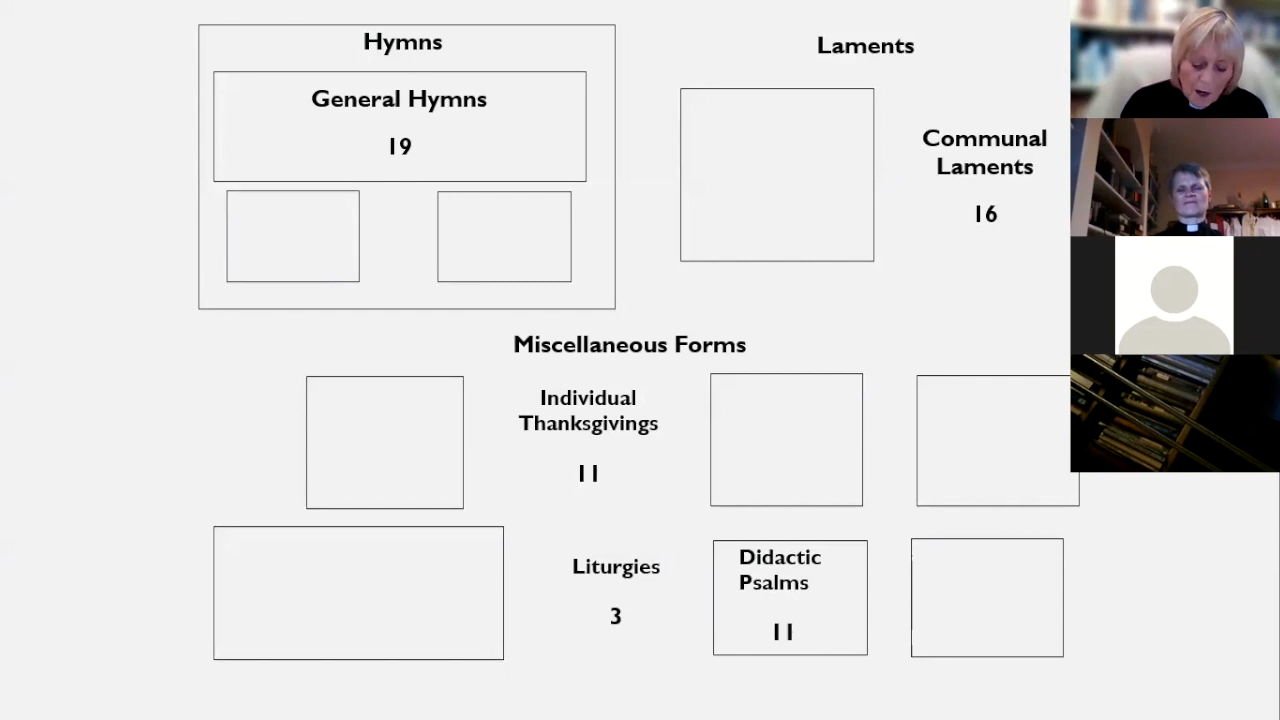 Hymns
General Hymns
19
Laments
Communal
Laments
16
Miscellaneous Forms
Individual
Thanksgivings
11
Liturgies
3
Didactic
Psalms
11